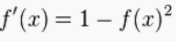 f′(x) = 1 − f(x)²